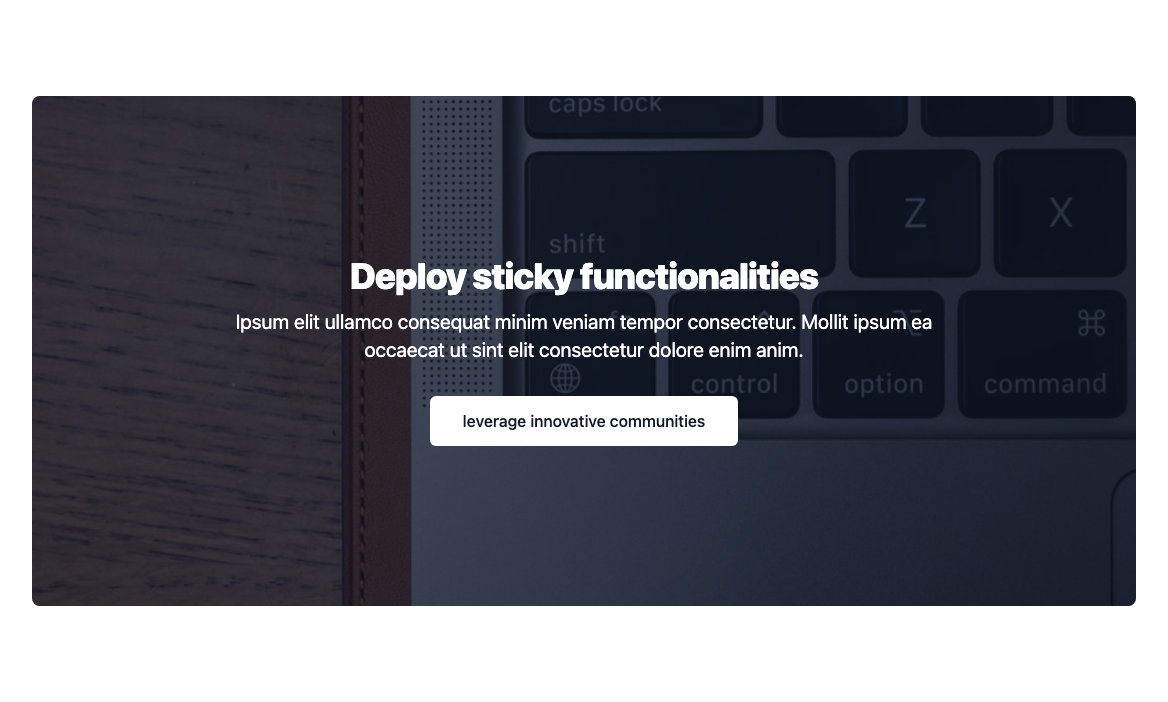 caps lock
Z X
shift
Deploy sticky functionalities
Ipsum elit ullamco consequat minim veniam tempor consectetur. Mollit ipsum ea
occaecat ut sint elit consectetur dolore enim anim.
control option command
leverage innovative communities